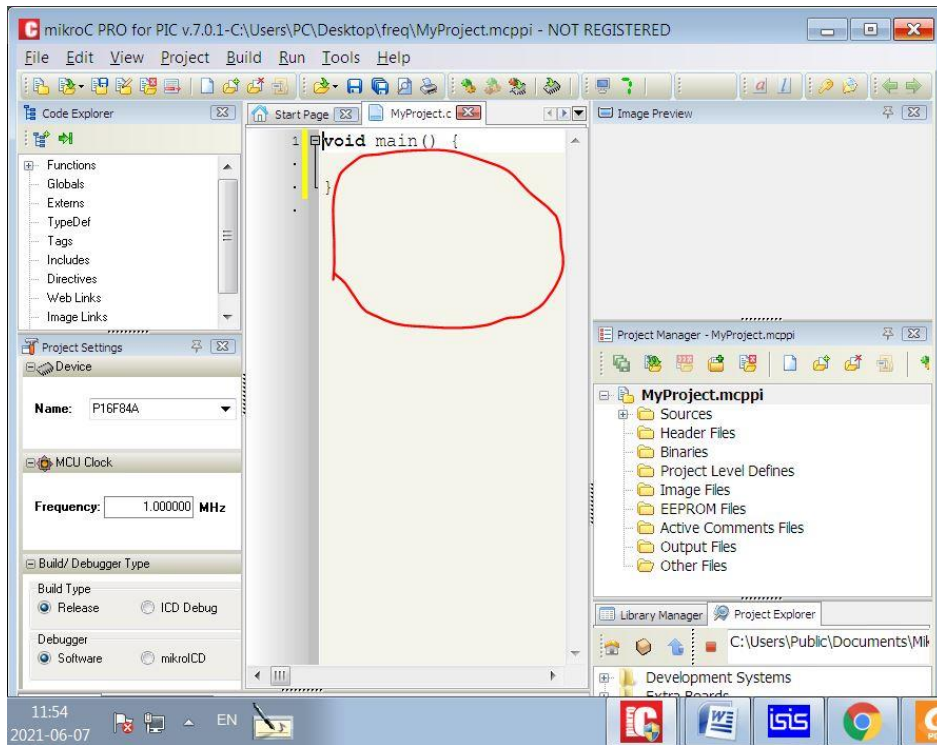 mikroC PRO for PIC v.7.0.1-C:\Users\PC\Desktop\freq\MyProject.mcppi - NOT REGISTERED
File Edit View Project Build Run Tools Help
Code Explorer
Start Page MyProject.c
Image Preview
Functions
Globals
Externs
TypeDef
Tags
Includes
Directives
Web Links
Image Links
1 void main() {
}
Project Settings
Device
Name: P16F84A
MCU Clock
Frequency: 1.000000 MHz
Build/ Debugger Type
Build Type
Release ICD Debug
Debugger
Software mikroICD
Project Manager - MyProject.mcppi
MyProject.mcppi
Sources
Header Files
Binaries
Project Level Defines
Image Files
EEPROM Files
Active Comments Files
Output Files
Other Files
Library Manager Project Explorer
C:\Users\Public\Documents\Mik
Development Systems
Extra Boards
11:54
2021-06-07
EN
isis